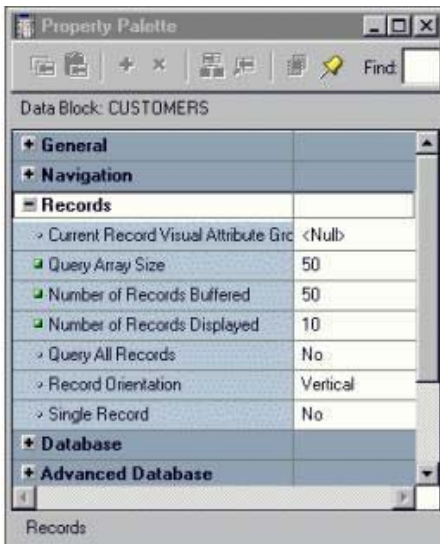 Property Palette
Find:
Data Block: CUSTOMERS
General
Navigation
Records
Current Record Visual Attribute Grc <Null>
Query Array Size 50
Number of Records Buffered 50
Number of Records Displayed 10
Query All Records No
Record Orientation Vertical
Single Record No
Database
Advanced Database
Records